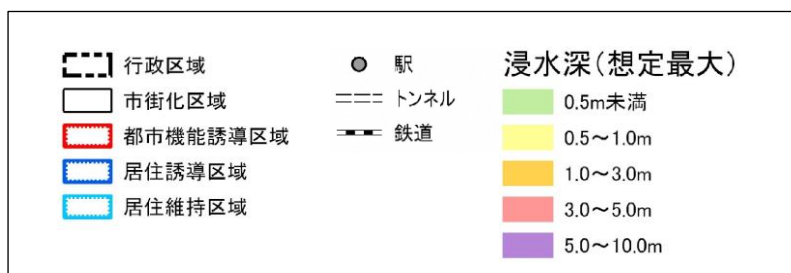 行政区域
市街化区域
都市機能誘導区域
居住誘導区域
居住維持区域
駅
トンネル
鉄道
浸水深(想定最大)
0.5m未満
0.5～1.0m
1.0～3.0m
3.0～5.0m
5.0～10.0m